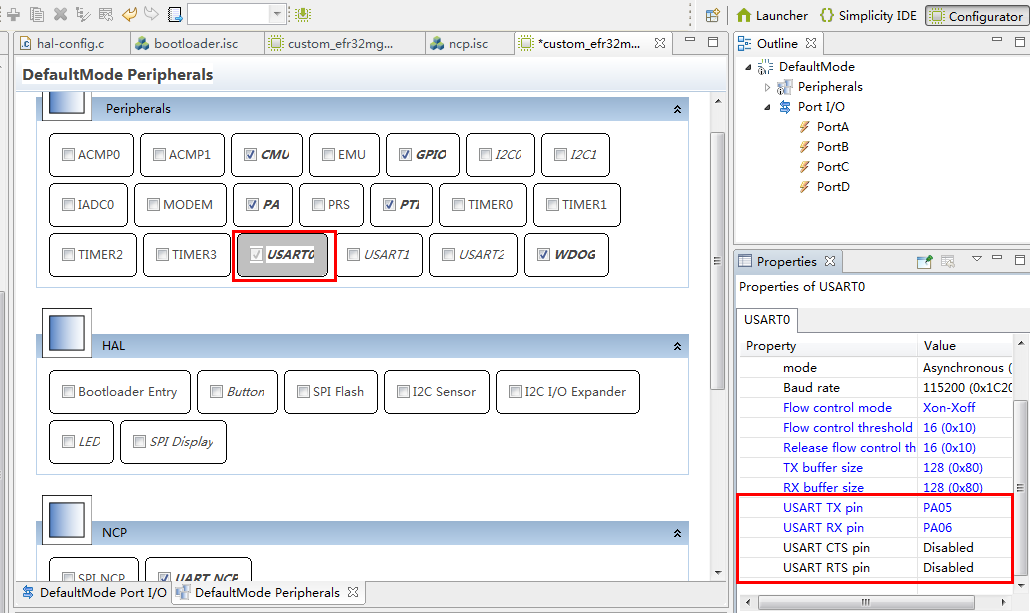 Launcher
Simplicity IDE
Configurator
hal-config.c
bootloader.isc
custom_efr32mg...
ncp.isc
*custom_efr32m...
DefaultMode Peripherals
Peripherals
ACMP0 ACMP1 CMU EMU GPIO I2C0 I2C1
IADC0 MODEM PA PRS PTI TIMER0 TIMER1
TIMER2 TIMER3 USART0 USART1 USART2 WDOG
HAL
Bootloader Entry Button SPI Flash I2C Sensor I2C I/O Expander
LED SPI Display
NCP
SPI NCP UART NCP
DefaultMode Port I/O DefaultMode Peripherals
Outline
DefaultMode
Peripherals
Port I/O
PortA
PortB
PortC
PortD
Properties
Properties of USART0
USART0
Property Value
mode Asynchronous (
Baud rate 115200 (0x1C20
Flow control mode Xon-Xoff
Flow control threshold 16 (0x10)
Release flow control th 16 (0x10)
TX buffer size 128 (0x80)
RX buffer size 128 (0x80)
USART TX pin PA05
USART RX pin PA06
USART CTS pin Disabled
USART RTS pin Disabled